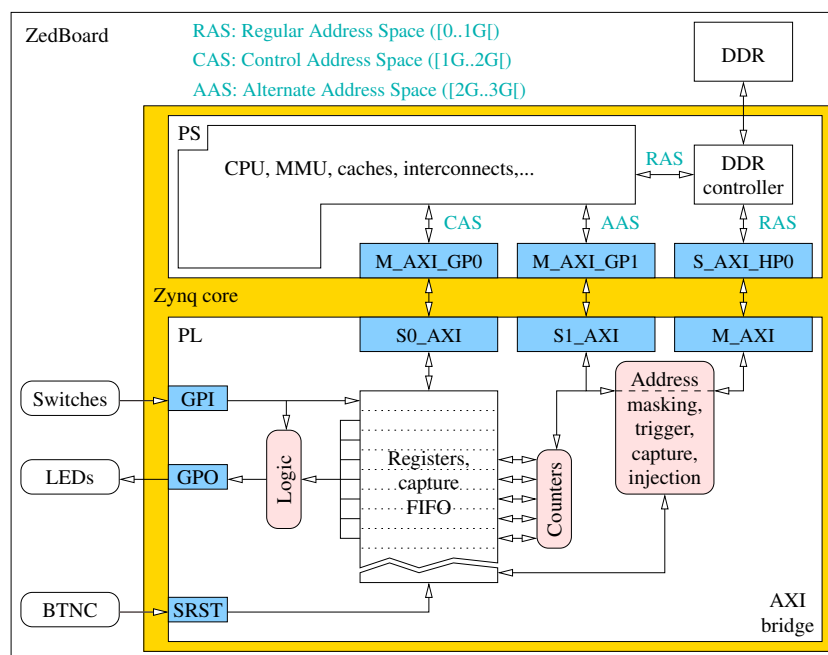 ZedBoard
RAS: Regular Address Space ([0..1G[)
CAS: Control Address Space ([1G..2G[)
AAS: Alternate Address Space ([2G..3G[)
DDR
PS
CPU, MMU, caches, interconnects,...
RAS
DDR
controller
CAS
AAS
RAS
M_AXI_GP0
M_AXI_GP1
S_AXI_HP0
Zynq core
PL
S0_AXI
S1_AXI
M_AXI
Switches
GPI
Address
masking,
trigger,
capture,
injection
LEDs
GPO
Logic
Registers,
capture
FIFO
Counters
BTNC
SRST
AXI
bridge